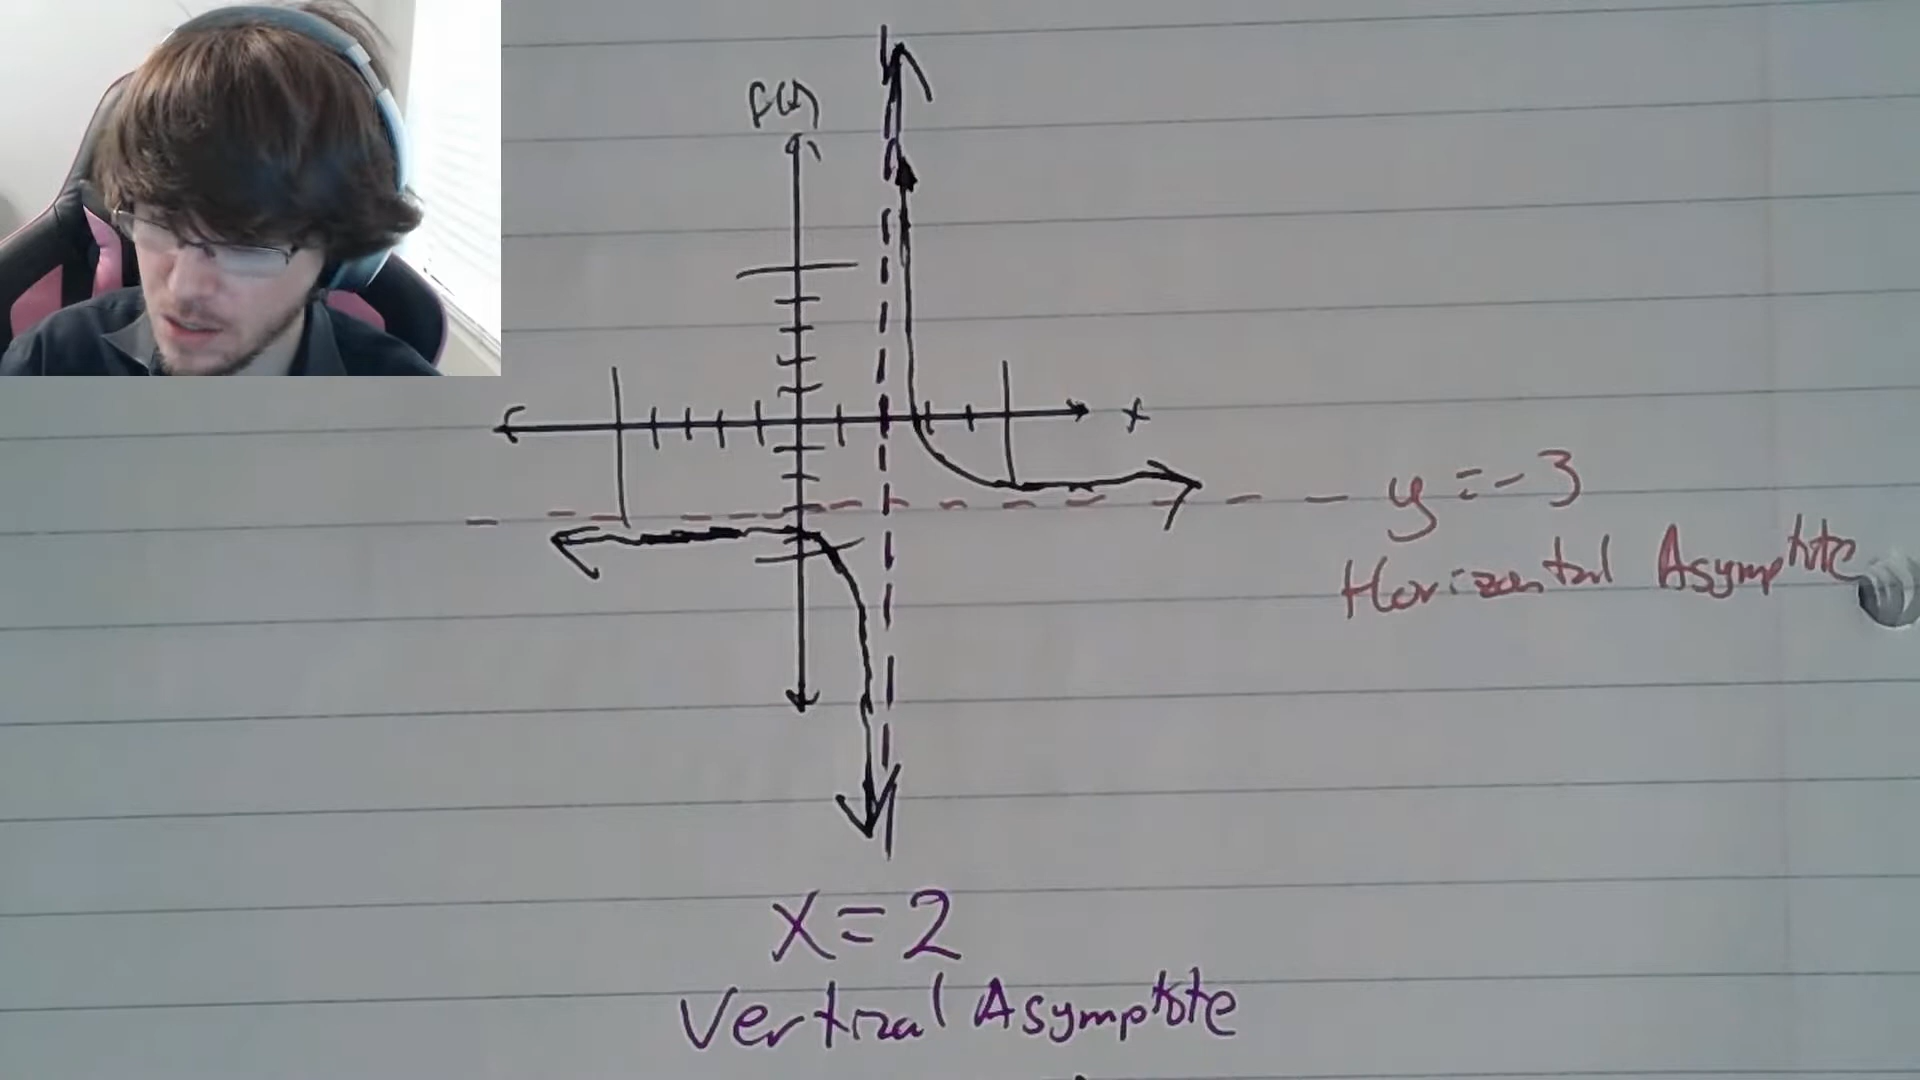 f(x)
x
y = -3
Horizontal Asymptote
x = 2
Vertical Asymptote